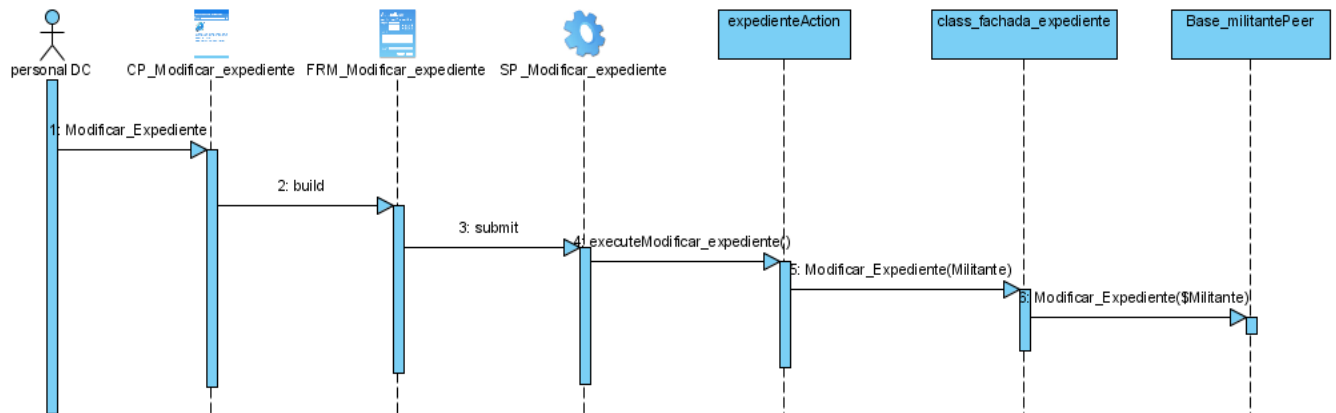 expedienteAction
class_fachada_expediente
Base_militantePeer
personal DC
CP_Modificar_expediente
FRM_Modificar_expediente
SP_Modificar_expediente
1: Modificar_Expediente
2: build
3: submit
4: executeModificar_expediente()
5: Modificar_Expediente(Militante)
6: Modificar_Expediente($Militante)